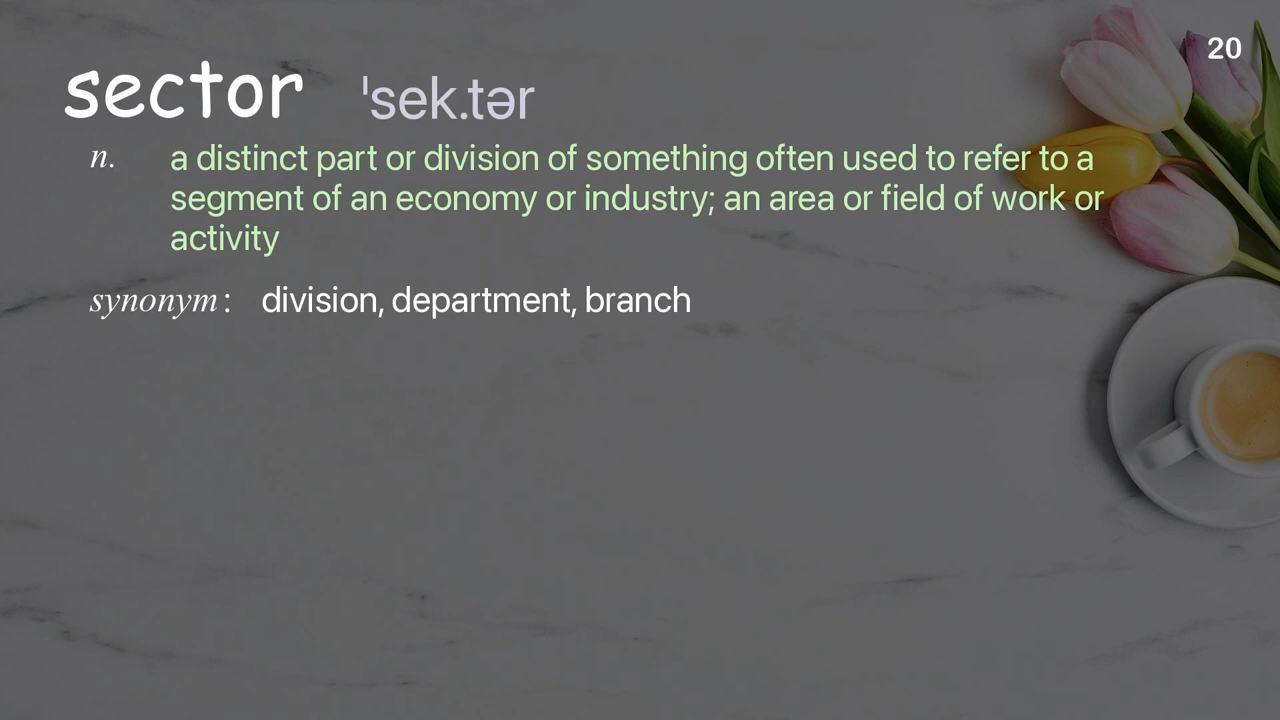 20
sector ˈsek.tər
n. a distinct part or division of something often used to refer to a
segment of an economy or industry; an area or field of work or
activity
synonym: division, department, branch